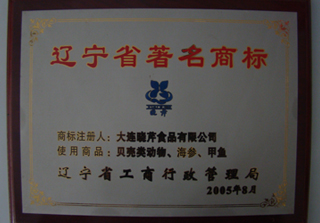 辽宁省著名商标
商标注册人：大连晓芹食品有限公司
使用商品：贝壳类动物、海参、甲鱼
辽宁省工商行政管理局
2005年8月